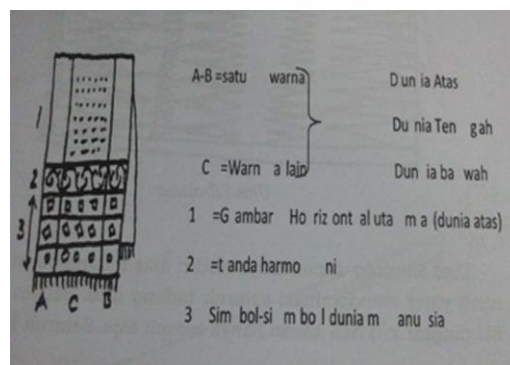 A-B =satu warna
Dun ia Atas
Du nia Ten gah
C =Warn a lain
Dun ia ba wah
1 =G ambar Ho riz ont al uta m a (dunia atas)
2 =t anda harmo ni
3 Sim bol-si m bo l dunia m anu sia
1
2
3
A C B